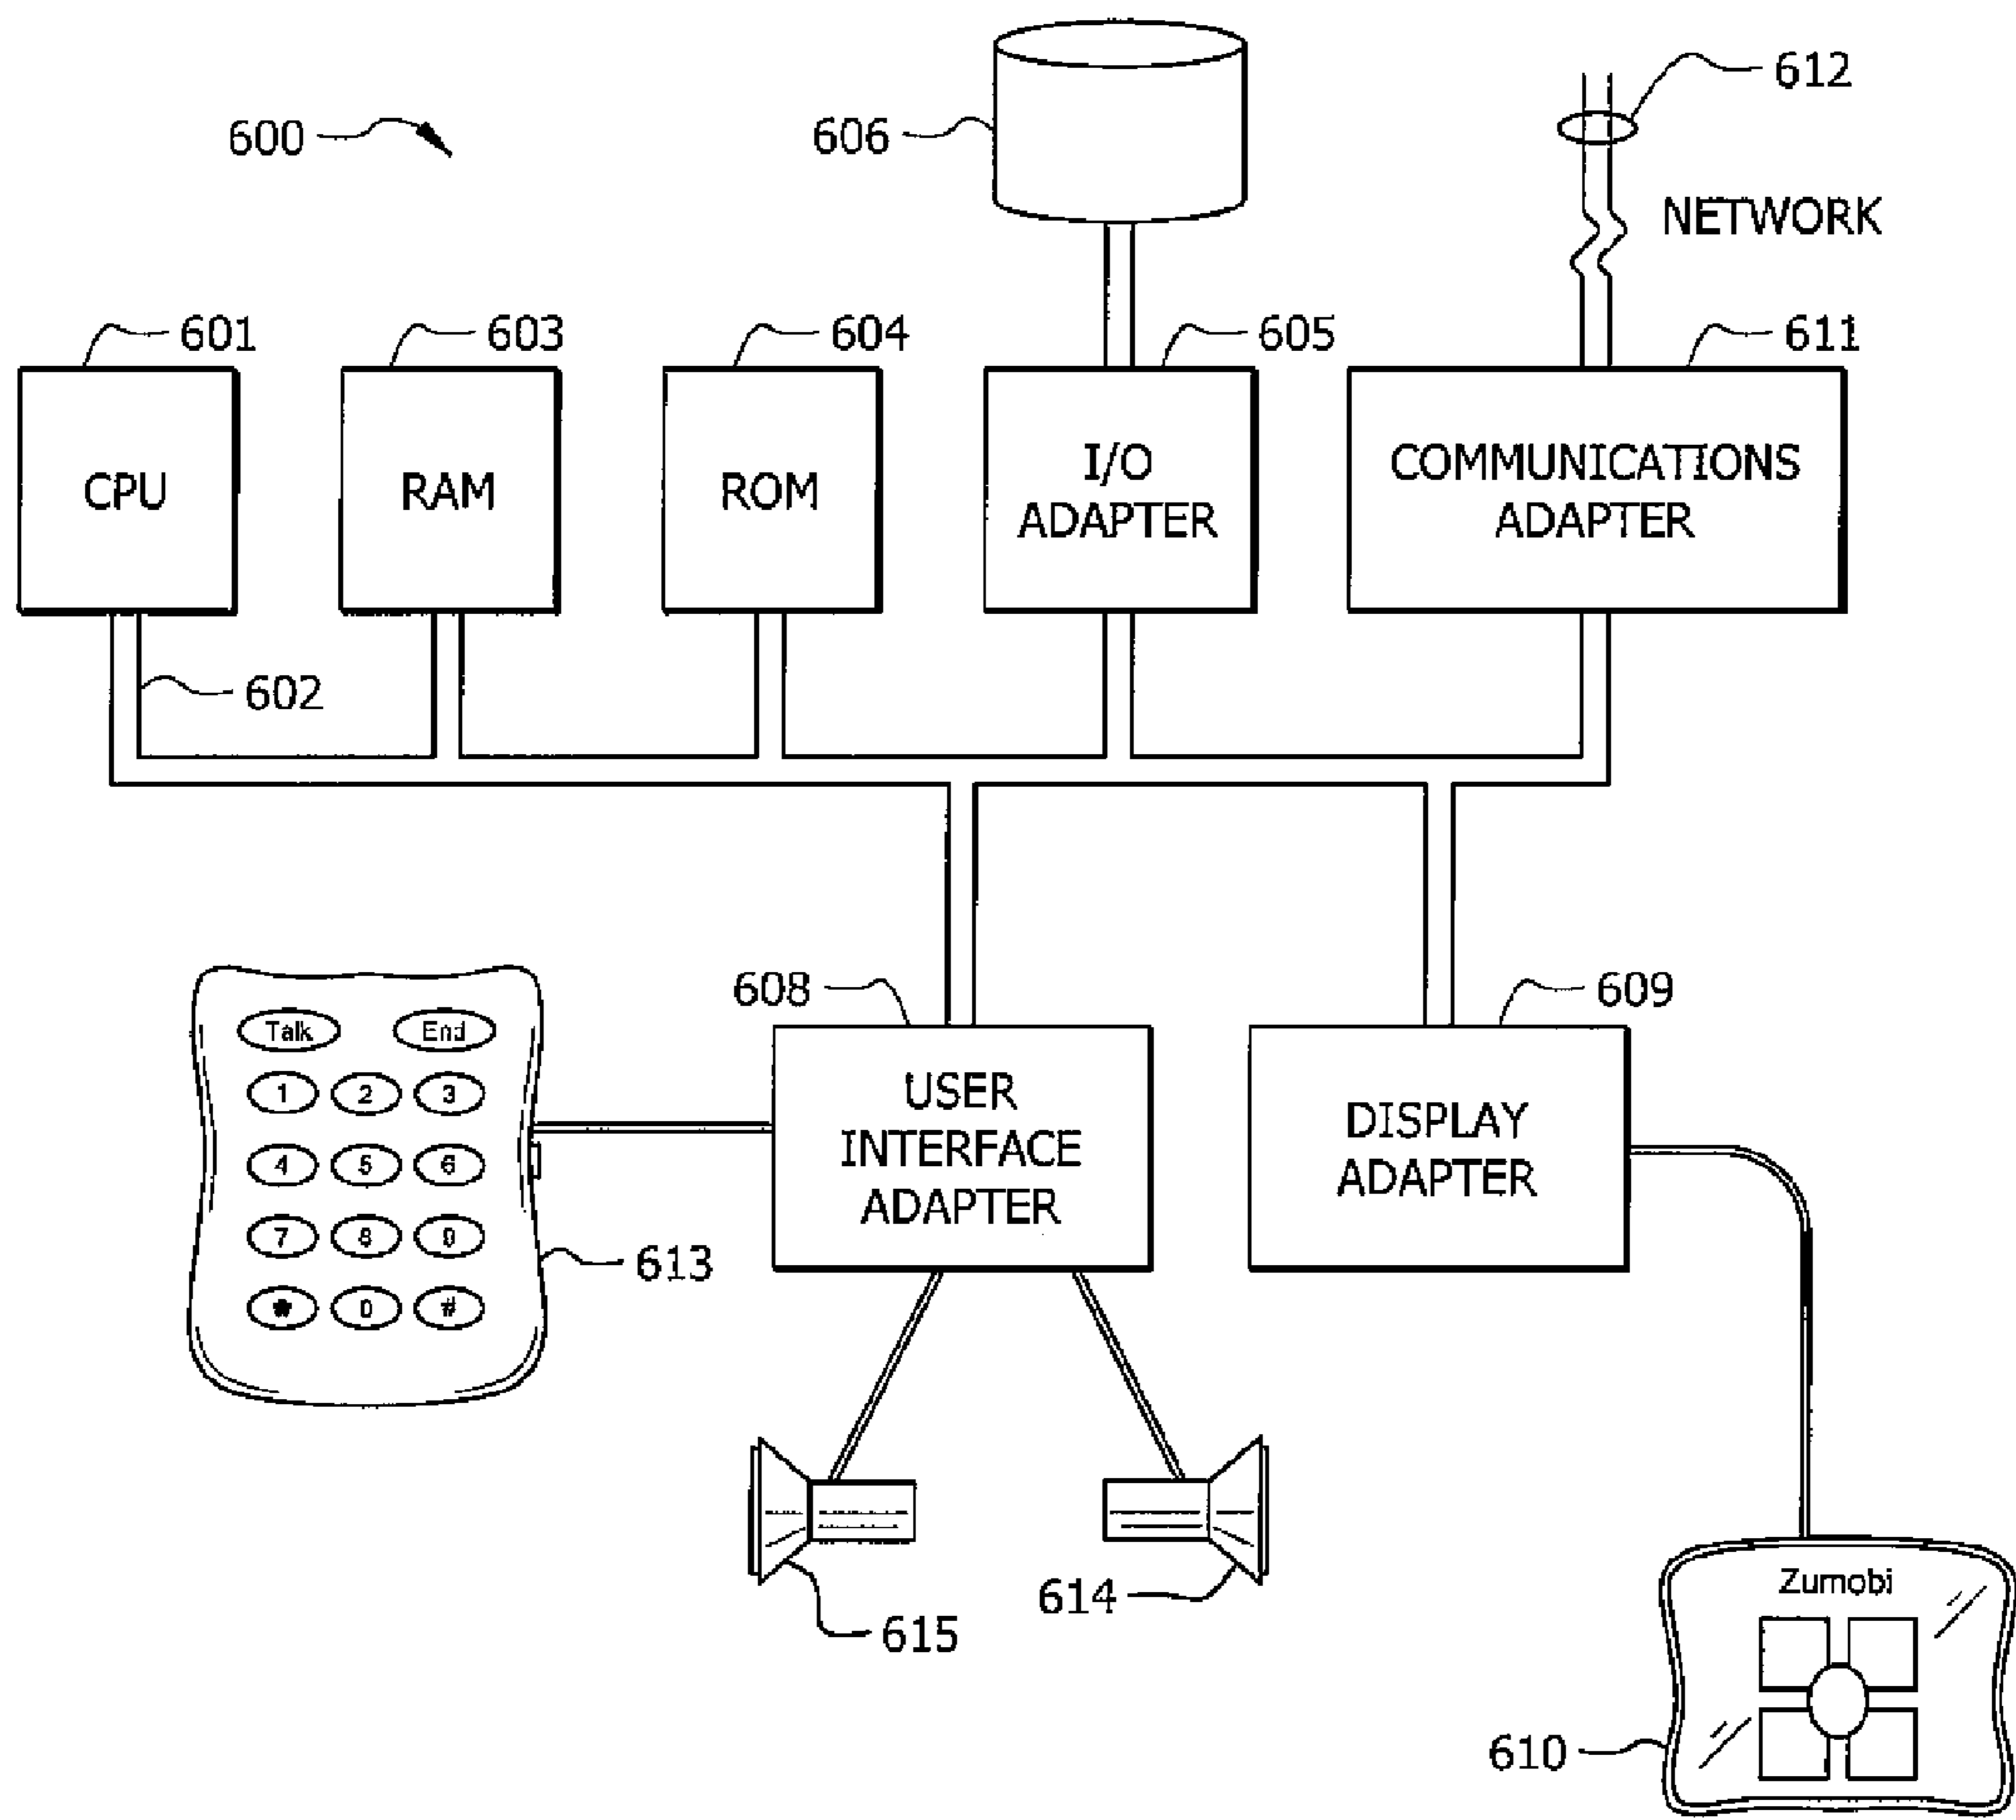 612
600
606
NETWORK
601
603
604
605
611
CPU
RAM
ROM
I/O
ADAPTER
COMMUNICATIONS
ADAPTER
602
608
609
Talk
End
1 2 3
4 5 6
7 8 9
* 0 #
613
USER
INTERFACE
ADAPTER
DISPLAY
ADAPTER
615
614
Zumobi
610